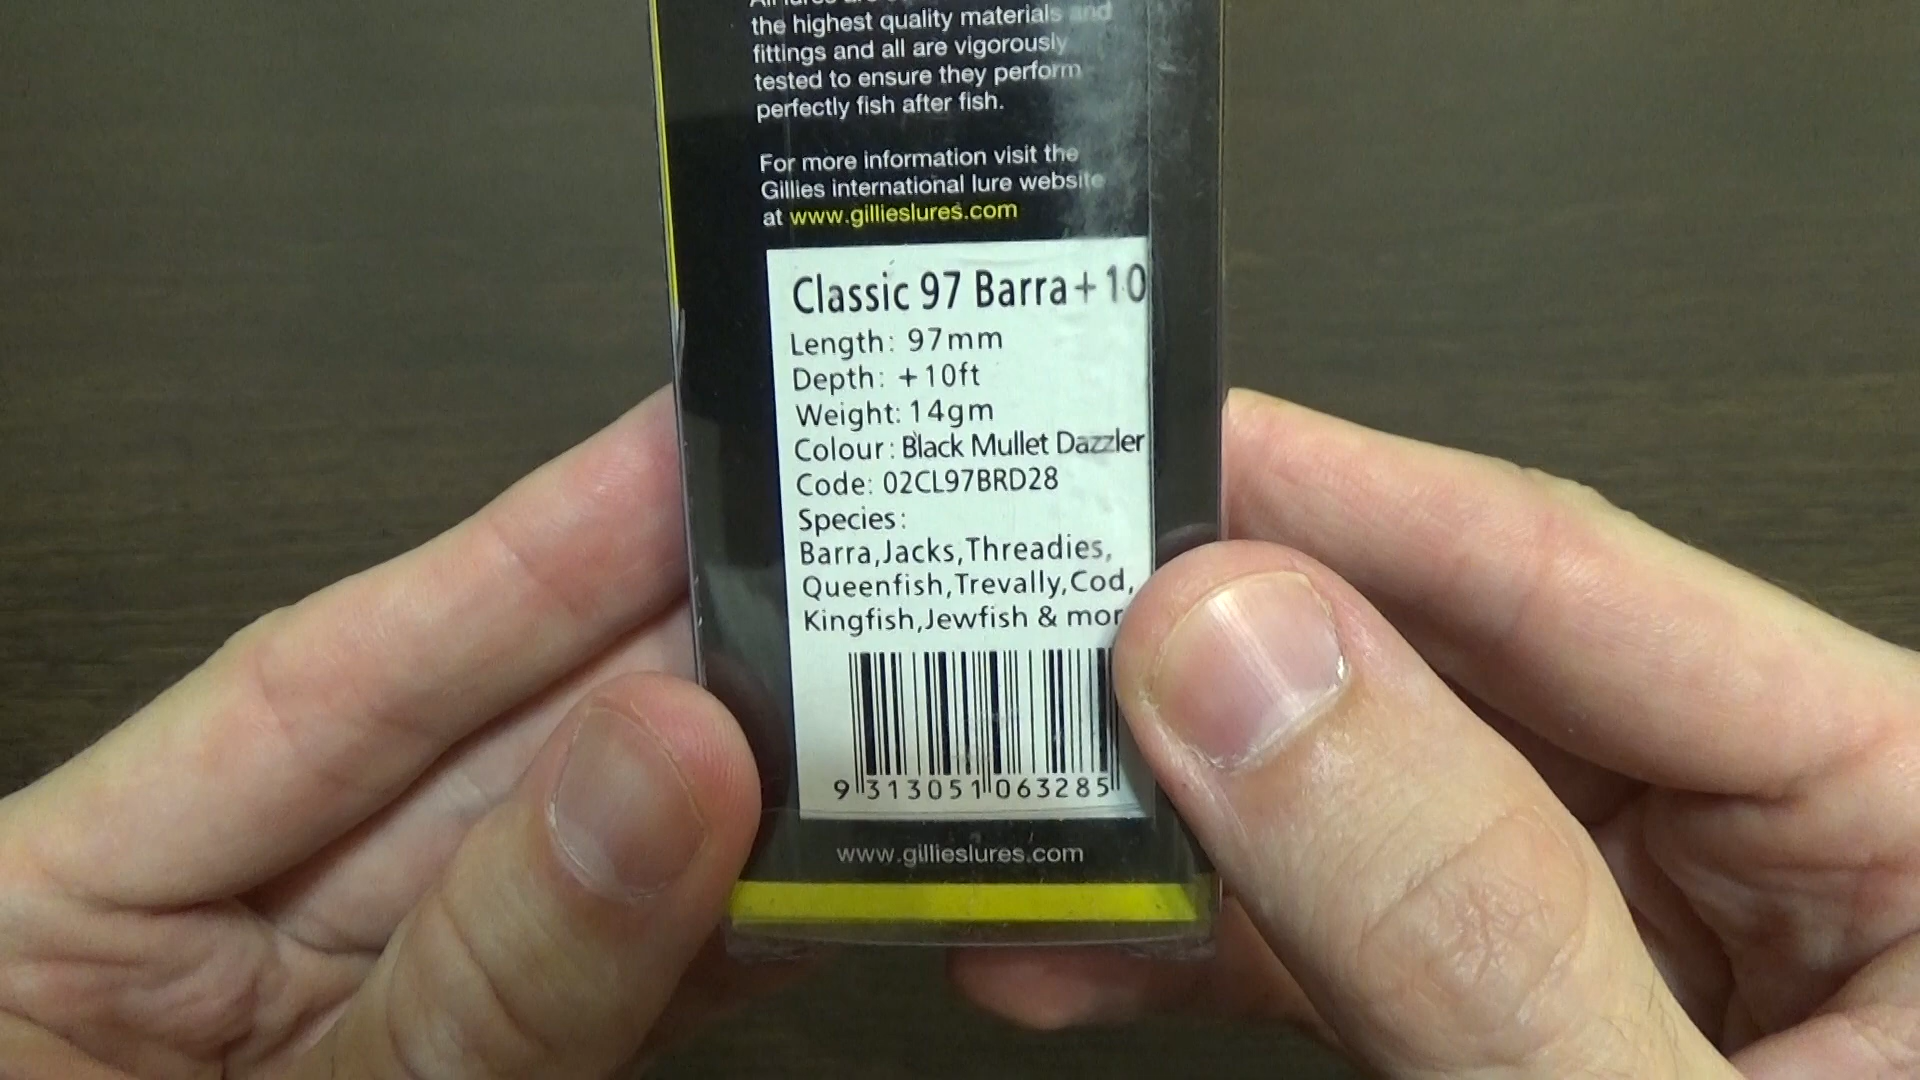 the highest quality materials and
fittings and all are vigorously
tested to ensure they perform
perfectly fish after fish.
For more information visit the
Gillies international lure website
at www.gillieslures.com
Classic 97 Barra+10
Length: 97mm
Depth: +10ft
Weight: 14gm
Colour: Black Mullet Dazzler
Code: 02CL97BRD28
Species:
Barra,Jacks,Threadies,
Queenfish,Trevally,Cod,
Kingfish,Jewfish & mor
9 313051 063285
www.gillieslures.com